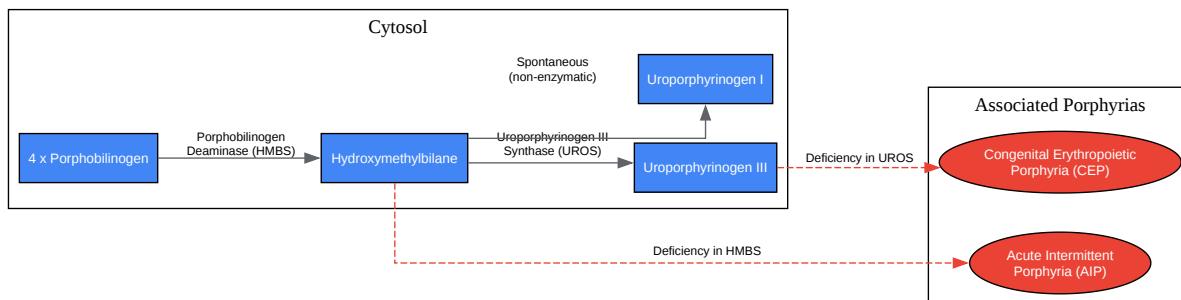 Cytosol
Spontaneous
(non-enzymatic)
Uroporphyrinogen I
4 x Porphobilinogen
Porphobilinogen
Deaminase (HMBS)
Hydroxymethylbilane
Uroporphyrinogen III
Synthase (UROS)
Uroporphyrinogen III
Deficiency in UROS
Deficiency in HMBS
Associated Porphyrias
Congenital Erythropoietic
Porphyria (CEP)
Acute Intermittent
Porphyria (AIP)